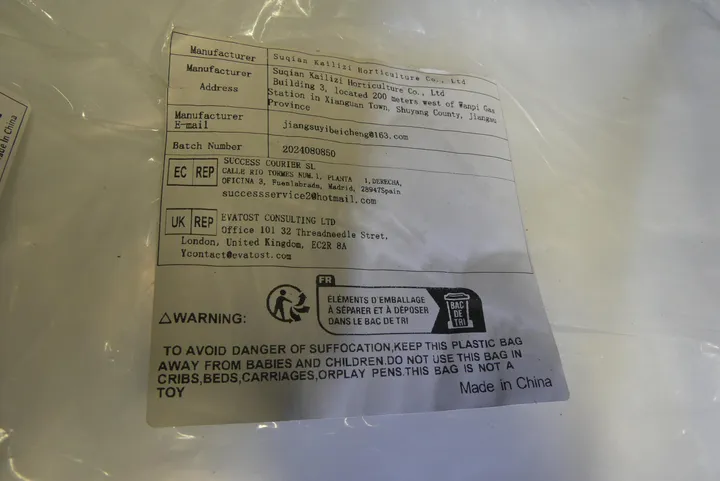 Manufacturer Suqian Kailizi Horticulture Co., Ltd
Manufacturer Address Suqian Kailizi Horticulture Co., Ltd
Building 3, located 200 meters west of Wanpi Gas
Station in Xianguan Town, Shuyang County, Jiangsu
Province
Manufacturer
E-mail jiangsuyibeicheng@163.com
Batch Number 2024080850
EC REP SUCCESS COURIER SL
CALLE RIO TORMES NUM.1, PLANTA 1,DERECHA,
OFICINA 3, Fuenlabrada, Madrid, 28947Spain
successservice2@hotmail.com
UK REP EVATOST CONSULTING LTD
Office 101 32 Threadneedle Stret,
London, United Kingdom, EC2R 8A
Ycontact@evatost.com
FR
ÉLÉMENTS D'EMBALLAGE
À SÉPARER ET À DÉPOSER
DANS LE BAC DE TRI
BAC
DE
TRI
⚠WARNING:
TO AVOID DANGER OF SUFFOCATION,KEEP THIS PLASTIC BAG
AWAY FROM BABIES AND CHILDREN.DO NOT USE THIS BAG IN
CRIBS,BEDS,CARRIAGES,ORPLAY PENS.THIS BAG IS NOT A
TOY
Made in China
Made in China